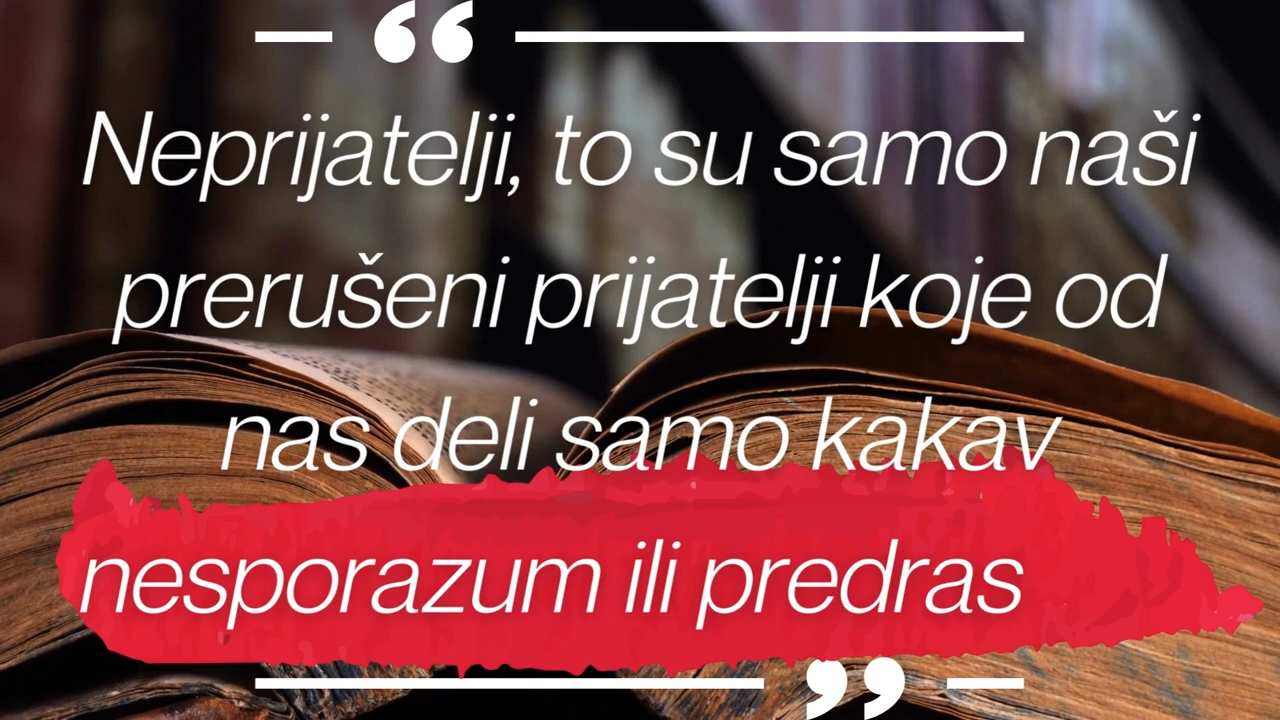 Neprijatelji, to su samo naši
prerušeni prijatelji koje od
nas deli samo kakav
nesporazum ili predras